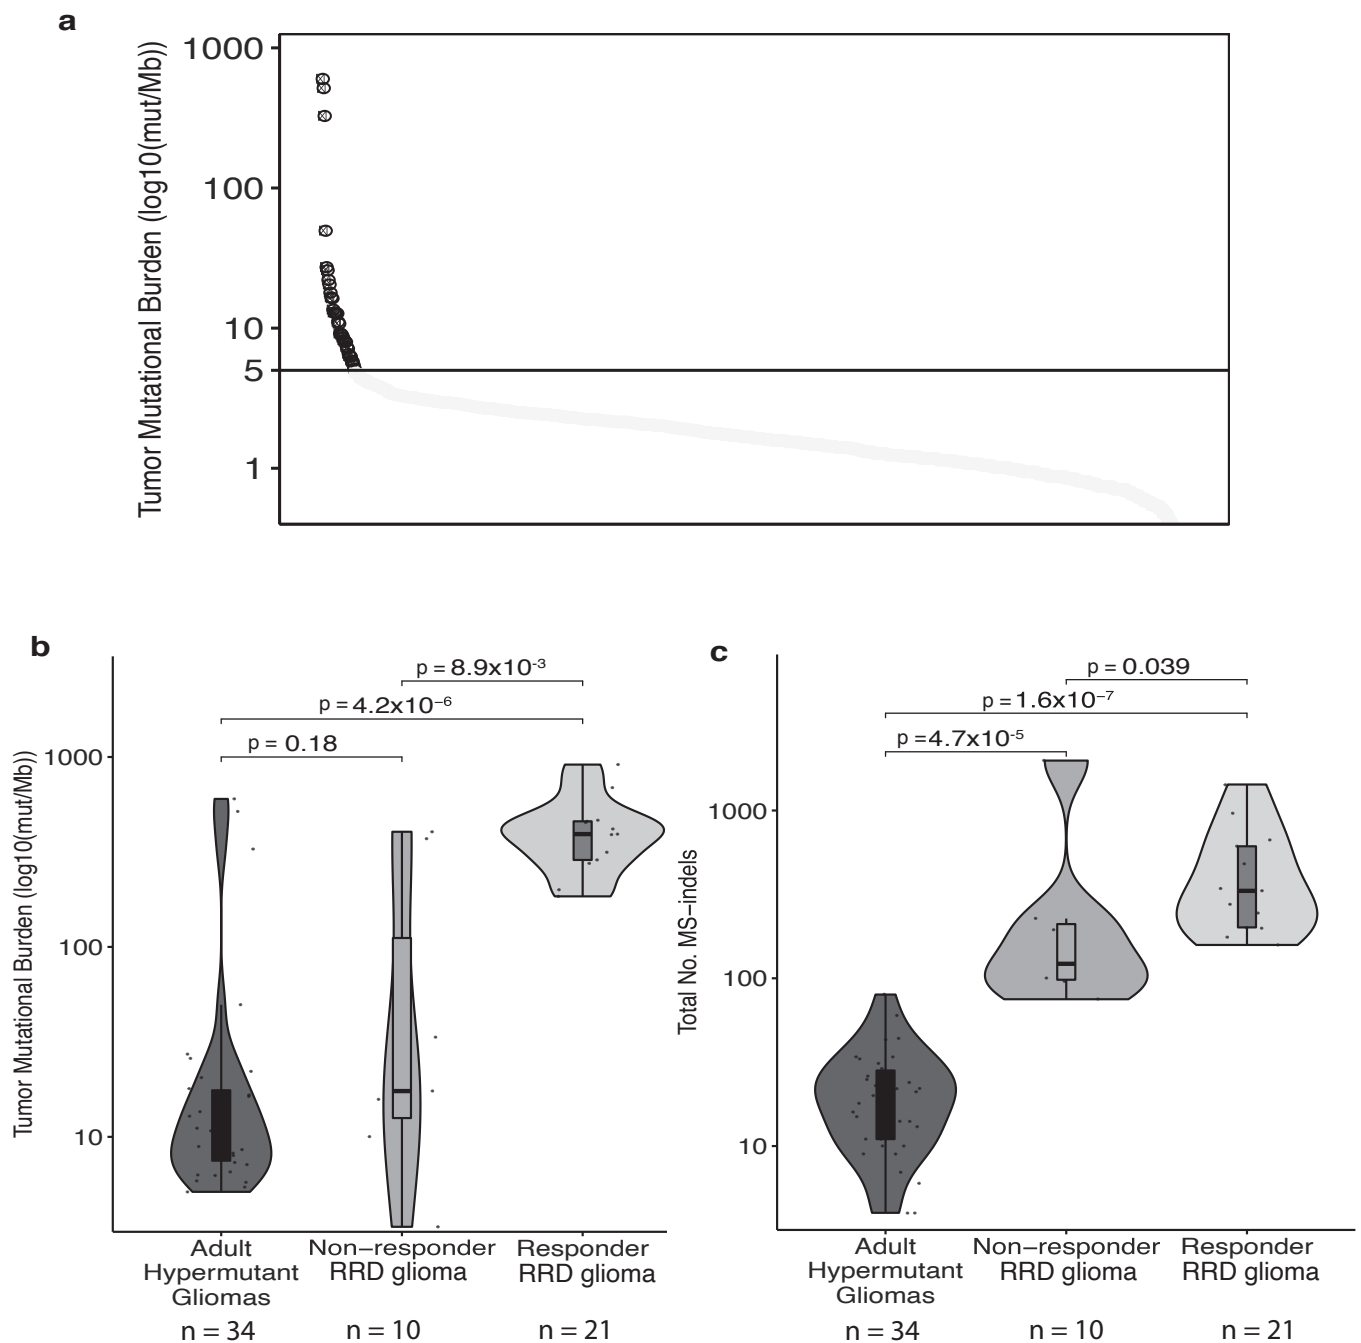 a
Tumor Mutational Burden (log10(mut/Mb))
1000
100
10
5
1
b
Tumor Mutational Burden (log10(mut/Mb))
1000
100
10
p = 8.9x10-3
p = 4.2x10−6
p = 0.18
Adult
Hypermutant
Gliomas
n = 34
Non−responder
RRD glioma
n = 10
Responder
RRD glioma
n = 21
c
Total No. MS−indels
1000
100
10
p = 0.039
p = 1.6x10−7
p =4.7x10-5
Adult
Hypermutant
Gliomas
n = 34
Non−responder
RRD glioma
n = 10
Responder
RRD glioma
n = 21